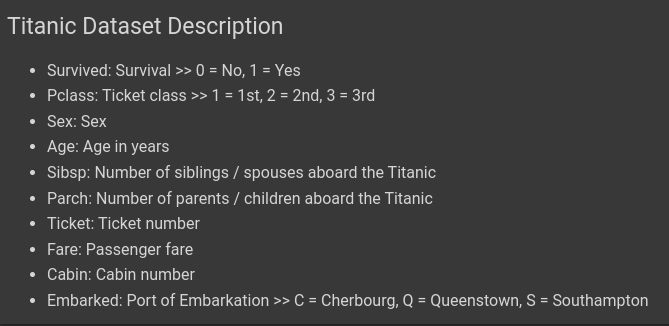 Titanic Dataset Description
• Survived: Survival >> 0 = No, 1 = Yes
• Pclass: Ticket class >> 1 = 1st, 2 = 2nd, 3 = 3rd
• Sex: Sex
• Age: Age in years
• Sibsp: Number of siblings / spouses aboard the Titanic
• Parch: Number of parents / children aboard the Titanic
• Ticket: Ticket number
• Fare: Passenger fare
• Cabin: Cabin number
• Embarked: Port of Embarkation >> C = Cherbourg, Q = Queenstown, S = Southampton